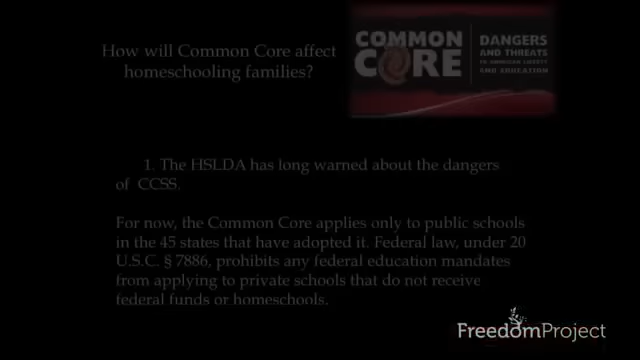 How will Common Core affect
homeschooling families?
COMMON
CORE
DANGERS
AND THREATS
TO AMERICAN LIBERTY
AND EDUCATION
1. The HSLDA has long warned about the dangers
of CCSS.
For now, the Common Core applies only to public schools
in the 45 states that have adopted it. Federal law, under 20
U.S.C. § 7886, prohibits any federal education mandates
from applying to private schools that do not receive
federal funds or homeschools.
FreedomProject